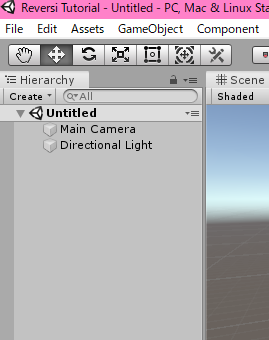 Reversi Tutorial - Untitled - PC, Mac & Linux Sta
File Edit Assets GameObject Component
Hierarchy Scene
Create All Shaded
Untitled
Main Camera
Directional Light